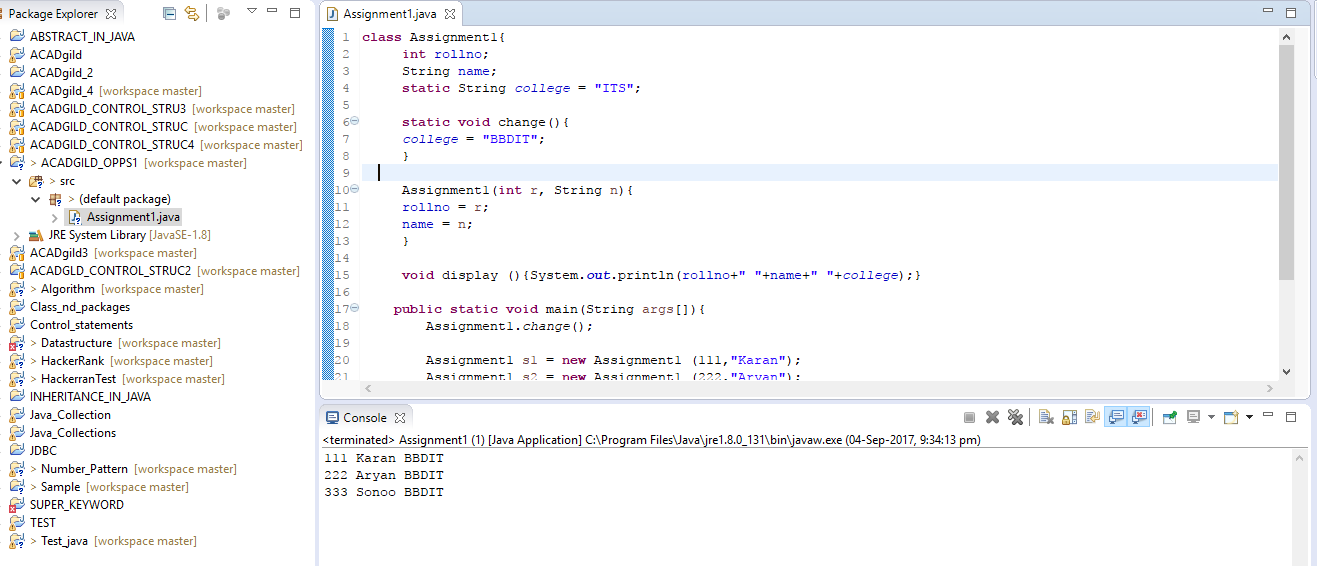 Package Explorer
ABSTRACT_IN_JAVA
ACADgild
ACADgild_2
ACADgild_4 [workspace master]
ACADGILD_CONTROL_STRU3 [workspace master]
ACADGILD_CONTROL_STRUC [workspace master]
ACADGILD_CONTROL_STRUC4 [workspace master]
> ACADGILD_OPPS1 [workspace master]
> src
> (default package)
Assignment1.java
JRE System Library [JavaSE-1.8]
ACADgild3 [workspace master]
ACADGLD_CONTROL_STRUC2 [workspace master]
> Algorithm [workspace master]
Class_nd_packages
Control_statements
> Datastructure [workspace master]
> HackerRank [workspace master]
> HackerranTest [workspace master]
INHERITANCE_IN_JAVA
Java_Collection
Java_Collections
JDBC
> Number_Pattern [workspace master]
> Sample [workspace master]
SUPER_KEYWORD
TEST
> Test_java [workspace master]
Assignment1.java
1 class Assignment1{
2 int rollno;
3 String name;
4 static String college = "ITS";
5
6 static void change(){
7 college = "BBDIT";
8 }
9
10 Assignment1(int r, String n){
11 rollno = r;
12 name = n;
13 }
14
15 void display (){System.out.println(rollno+" "+name+" "+college);}
16
17 public static void main(String args[]){
18 Assignment1.change();
19
20 Assignment1 s1 = new Assignment1 (111,"Karan");
21 Assignment1 s2 = new Assignment1 (222,"Aryan");
Console
<terminated> Assignment1 (1) [Java Application] C:\Program Files\Java\jre1.8.0_131\bin\javaw.exe (04-Sep-2017, 9:34:13 pm)
111 Karan BBDIT
222 Aryan BBDIT
333 Sonoo BBDIT